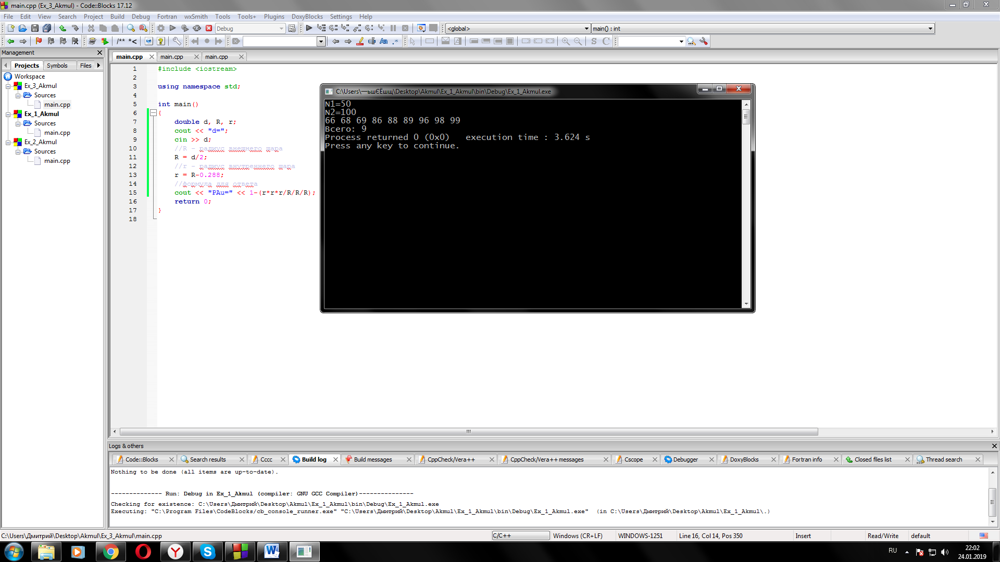 main.cpp (Ex_3_Akmul) - Code::Blocks 17.12
File Edit View Search Project Build Debug Fortran wxSmith Tools Tools+ Plugins DoxyBlocks Settings Help
Debug
<global>
main() : int
/** *<
Aa .*
S C
Management
Projects Symbols Files
Workspace
Ex_3_Akmul
Sources
main.cpp
Ex_1_Akmul
Sources
main.cpp
Ex_2_Akmul
Sources
main.cpp
main.cpp main.cpp main.cpp
1 #include <iostream>
2
3 using namespace std;
4
5 int main()
6 {
7 double d, R, r;
8 cout << "d=";
9 cin >> d;
10 //R - радиус внешнего шара
11 R = d/2;
12 //r - радиус внутреннего шара
13 r = R-0.288;
14 //формула для ответа
15 cout << "PAu=" << 1-(r*r*r/R/R/R);
16 return 0;
17 }
18
C:\Users\—ьшЄЁшщ\Desktop\Akmul\Ex_1_Akmul\bin\Debug\Ex_1_Akmul.exe
N1=50
N2=100
66 68 69 86 88 89 96 98 99
Всего: 9
Process returned 0 (0x0) execution time : 3.624 s
Press any key to continue.
Logs & others
Code::Blocks Search results Cccc Build log Build messages CppCheck/Vera++ CppCheck/Vera++ messages Cscope Debugger DoxyBlocks Fortran info Closed files list Thread search
Nothing to be done (all items are up-to-date).
-------------- Run: Debug in Ex_1_Akmul (compiler: GNU GCC Compiler)---------------
Checking for existence: C:\Users\Дмитрий\Desktop\Akmul\Ex_1_Akmul\bin\Debug\Ex_1_Akmul.exe
Executing: "C:\Program Files\CodeBlocks/cb_console_runner.exe" "C:\Users\Дмитрий\Desktop\Akmul\Ex_1_Akmul\bin\Debug\Ex_1_Akmul.exe" (in C:\Users\Дмитрий\Desktop\Akmul\Ex_1_Akmul\.)
C:\Users\Дмитрий\Desktop\Akmul\Ex_3_Akmul\main.cpp C/C++ Windows (CR+LF) WINDOWS-1251 Line 16, Col 14, Pos 350 Insert Read/Write default
RU
22:02
24.01.2019